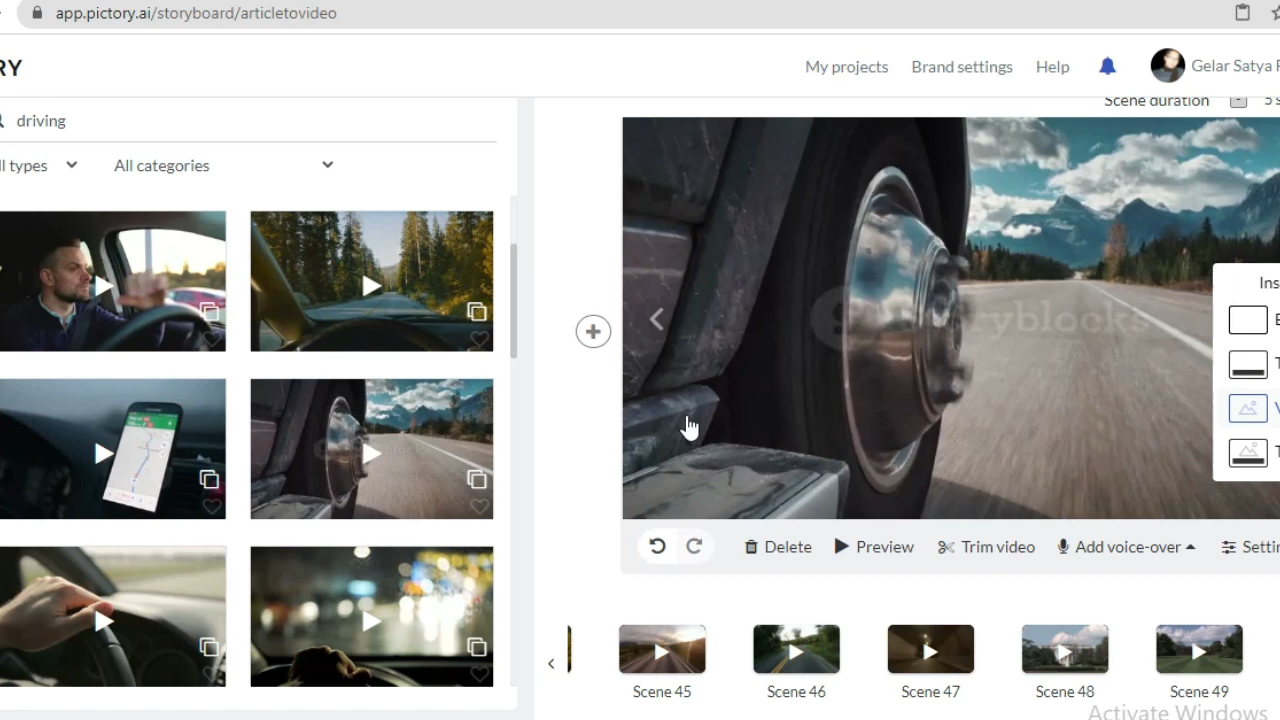 app.pictory.ai/storyboard/articletovideo
RY
My projects
Brand settings
Help
Gelar Satya
Scene duration
driving
All categories
types
Delete
Preview
Trim video
Add voice-over
Scene 45
Scene 46
Scene 47
Scene 48
Scene 49
Activate Windows